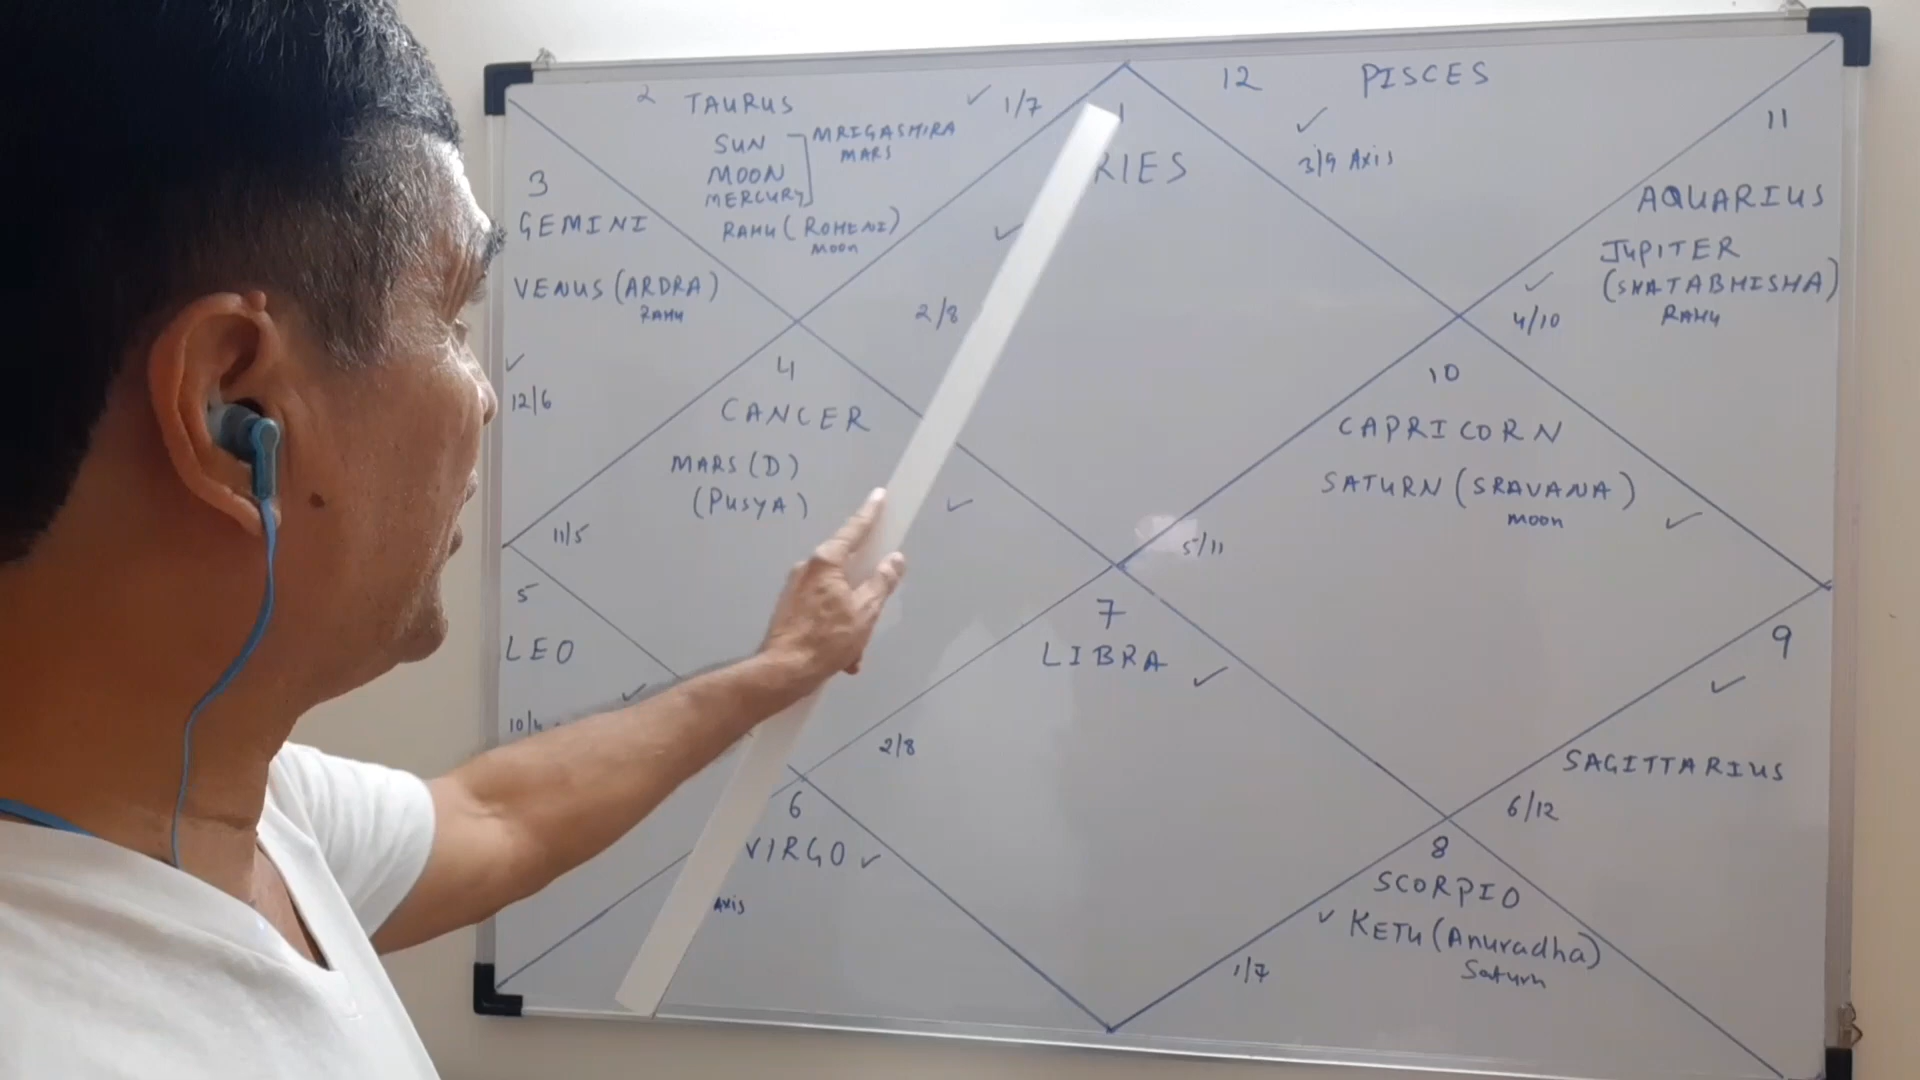 2 TAURUS
SUN
MOON
MERCURY
MRIGASHIRA
MARS
RAHU (ROHENI)
MOON
✓ 1/7
1
RIES
✓
2/8
12 PISCES
✓
3/9 Axis
11
AQUARIUS
JUPITER
(SHATABHISHA)
RAHU
✓
4/10
3
GEMINI
VENUS (ARDRA)
RAHU
✓
12/6
4
CANCER
MARS (D)
(PUSYA)
✓
11/5
10
CAPRICORN
SATURN (SRAVANA)
MOON
✓
5/11
5
LEO
✓
7
LIBRA ✓
2/8
9
✓
SAGITTARIUS
6/12
6
VIRGO ✓
Axis
8
SCORPIO
✓ KETU (Anuradha)
Saturn
1/7